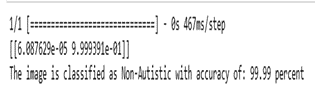 1/1 [==============================] - 0s 467ms/step
[[6.087629e-05 9.999391e-01]]
The image is classified as Non-Autistic with accuracy of: 99.99 percent